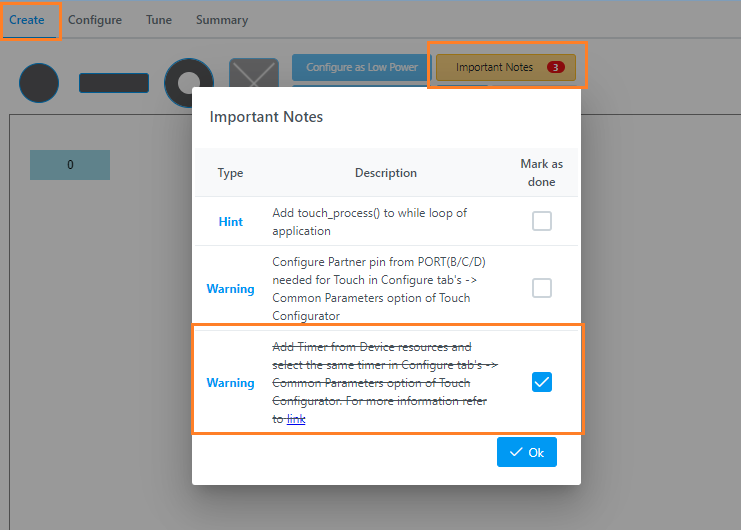 Create Configure Tune Summary
Configure as Low Power Important Notes 3
0
Important Notes
Type Description Mark as
done
Hint Add touch_process() to while loop of
application
Warning Configure Partner pin from PORT(B/C/D)
needed for Touch in Configure tab's ->
Common Parameters option of Touch
Configurator
Warning Add Timer from Device resources and
select the same timer in Configure tab's ->
Common Parameters option of Touch
Configurator. For more information refer
to link
Ok